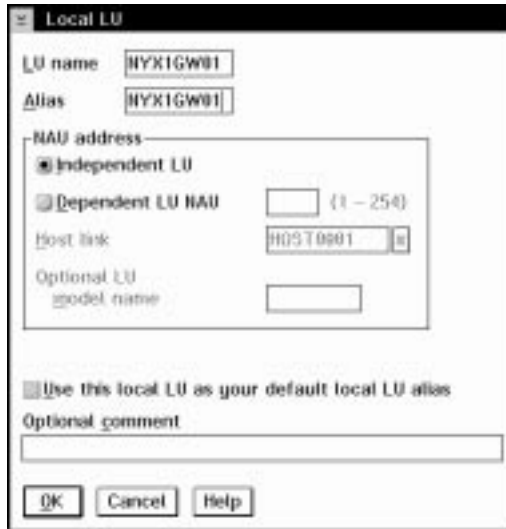 Local LU
LU name NYX1GW01
Alias NYX1GW01
NAU address
Independent LU
Dependent LU NAU (1 – 254)
Host link HOST0001
Optional LU
model name
Use this local LU as your default local LU alias
Optional comment
OK Cancel Help